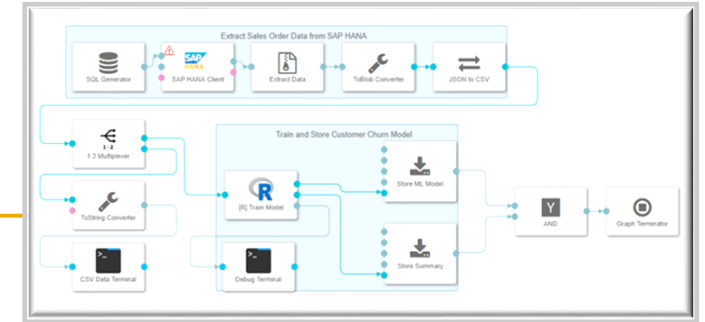 Extract Sales Order Data from SAP HANA
SAP
HANA
SQL Generator
SAP HANA Client
Extract Data
ToBlob Converter
JSON to CSV
1-2
1:2 Multiplexer
Train and Store Customer Churn Model
R
[R] Train Model
Store ML Model
ToString Converter
Y
AND
Graph Terminator
>_
CSV Data Terminal
>_
Debug Terminal
Store Summary